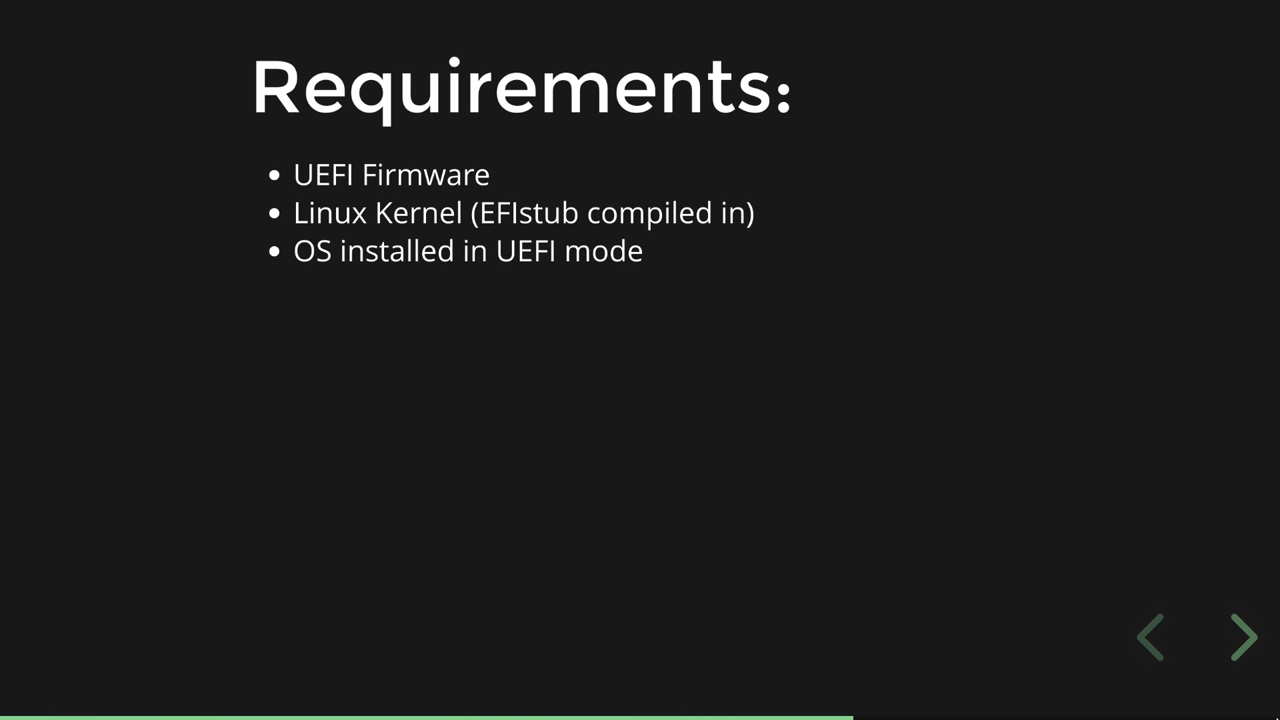 Requirements:
• UEFI Firmware
• Linux Kernel (EFIstub compiled in)
• OS installed in UEFI mode